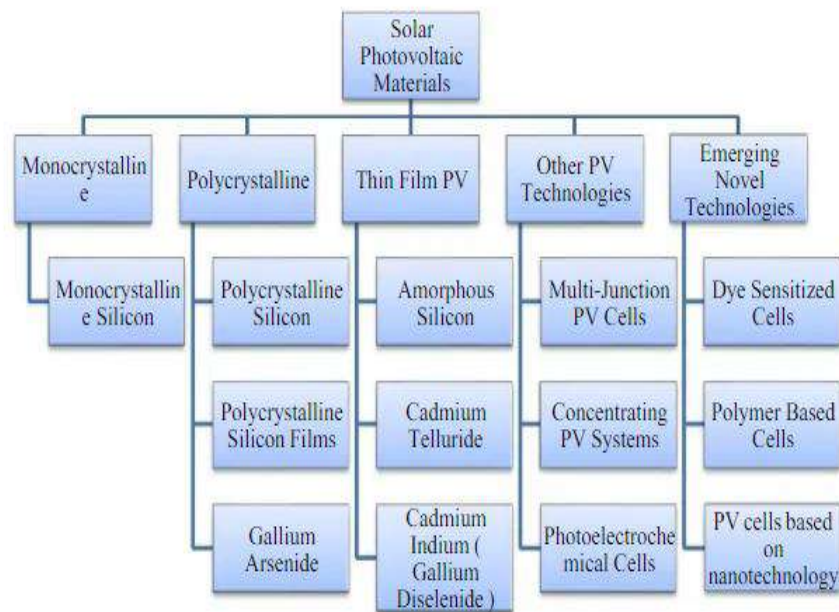 Solar
Photovoltaic
Materials
Monocrystallin
e
Polycrystalline
Thin Film PV
Other PV
Technologies
Emerging
Novel
Technologies
Monocrystallin
e Silicon
Polycrystalline
Silicon
Amorphous
Silicon
Multi-Junction
PV Cells
Dye Sensitized
Cells
Polycrystalline
Silicon Films
Cadmium
Telluride
Concentrating
PV Systems
Polymer Based
Cells
Gallium
Arsenide
Cadmium
Indium (
Gallium
Diselenide )
Photoelectroche
mical Cells
PV cells based
on
nanotechnology